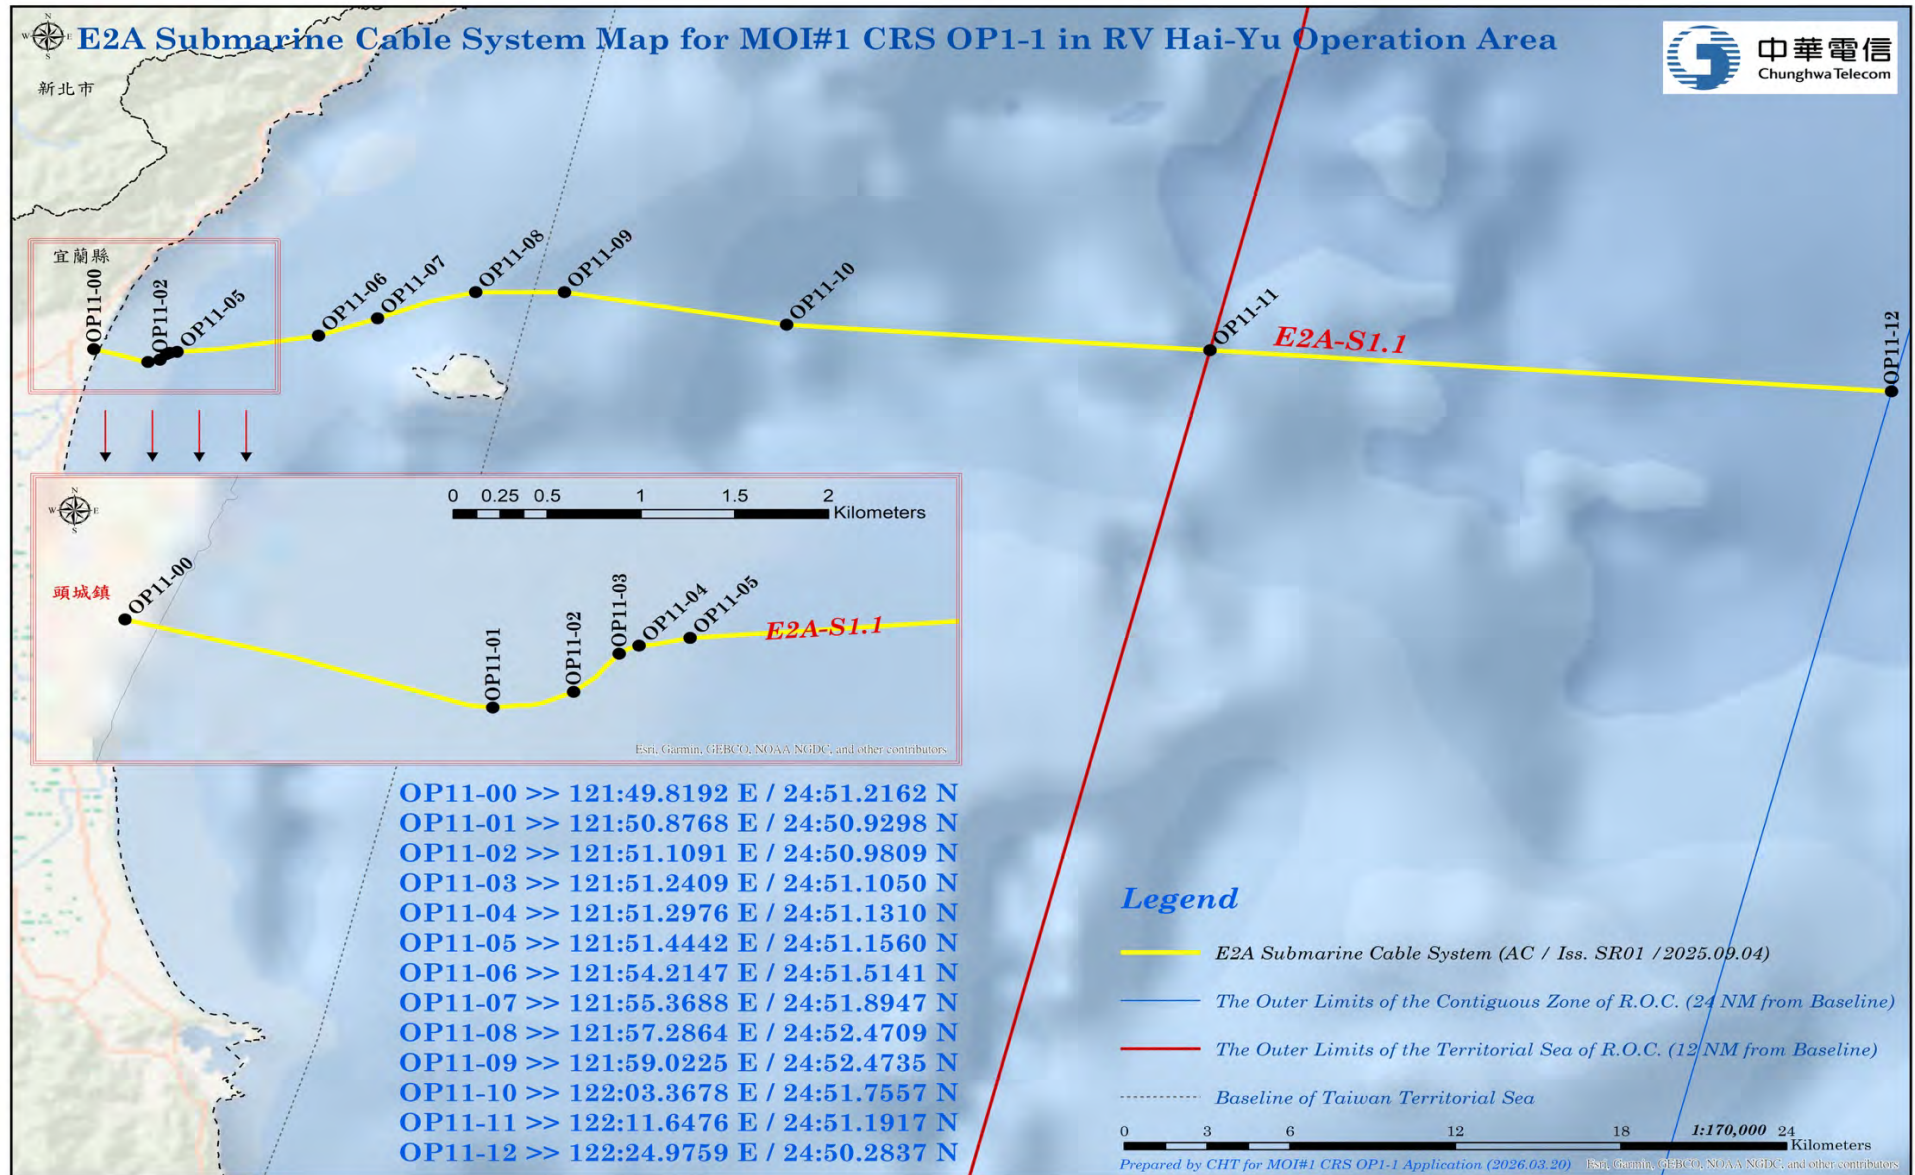 E2A Submarine Cable System Map for MOI#1 CRS OP1-1 in RV Hai-Yu Operation Area
中華電信
Chunghwa Telecom
N
W
E
S
新北市
宜蘭縣
OP11-00
OP11-02
OP11-05
OP11-06
OP11-07
OP11-08
OP11-09
OP11-10
OP11-11
E2A-S1.1
OP11-12
N
W
E
S
0 0.25 0.5 1 1.5 2
Kilometers
頭城鎮
OP11-00
OP11-01
OP11-02
OP11-03
OP11-04
OP11-05
E2A-S1.1
Esri, Garmin, GEBCO, NOAA NGDC, and other contributors
OP11-00 >> 121:49.8192 E / 24:51.2162 N
OP11-01 >> 121:50.8768 E / 24:50.9298 N
OP11-02 >> 121:51.1091 E / 24:50.9809 N
OP11-03 >> 121:51.2409 E / 24:51.1050 N
OP11-04 >> 121:51.2976 E / 24:51.1310 N
OP11-05 >> 121:51.4442 E / 24:51.1560 N
OP11-06 >> 121:54.2147 E / 24:51.5141 N
OP11-07 >> 121:55.3688 E / 24:51.8947 N
OP11-08 >> 121:57.2864 E / 24:52.4709 N
OP11-09 >> 121:59.0225 E / 24:52.4735 N
OP11-10 >> 122:03.3678 E / 24:51.7557 N
OP11-11 >> 122:11.6476 E / 24:51.1917 N
OP11-12 >> 122:24.9759 E / 24:50.2837 N
Legend
E2A Submarine Cable System (AC / Iss. SR01 / 2025.09.04)
The Outer Limits of the Contiguous Zone of R.O.C. (24 NM from Baseline)
The Outer Limits of the Territorial Sea of R.O.C. (12 NM from Baseline)
Baseline of Taiwan Territorial Sea
0 3 6 12 18 1:170,000 24
Kilometers
Prepared by CHT for MOI#1 CRS OP1-1 Application (2026.03.20)
Esri, Garmin, GEBCO, NOAA NGDC, and other contributors